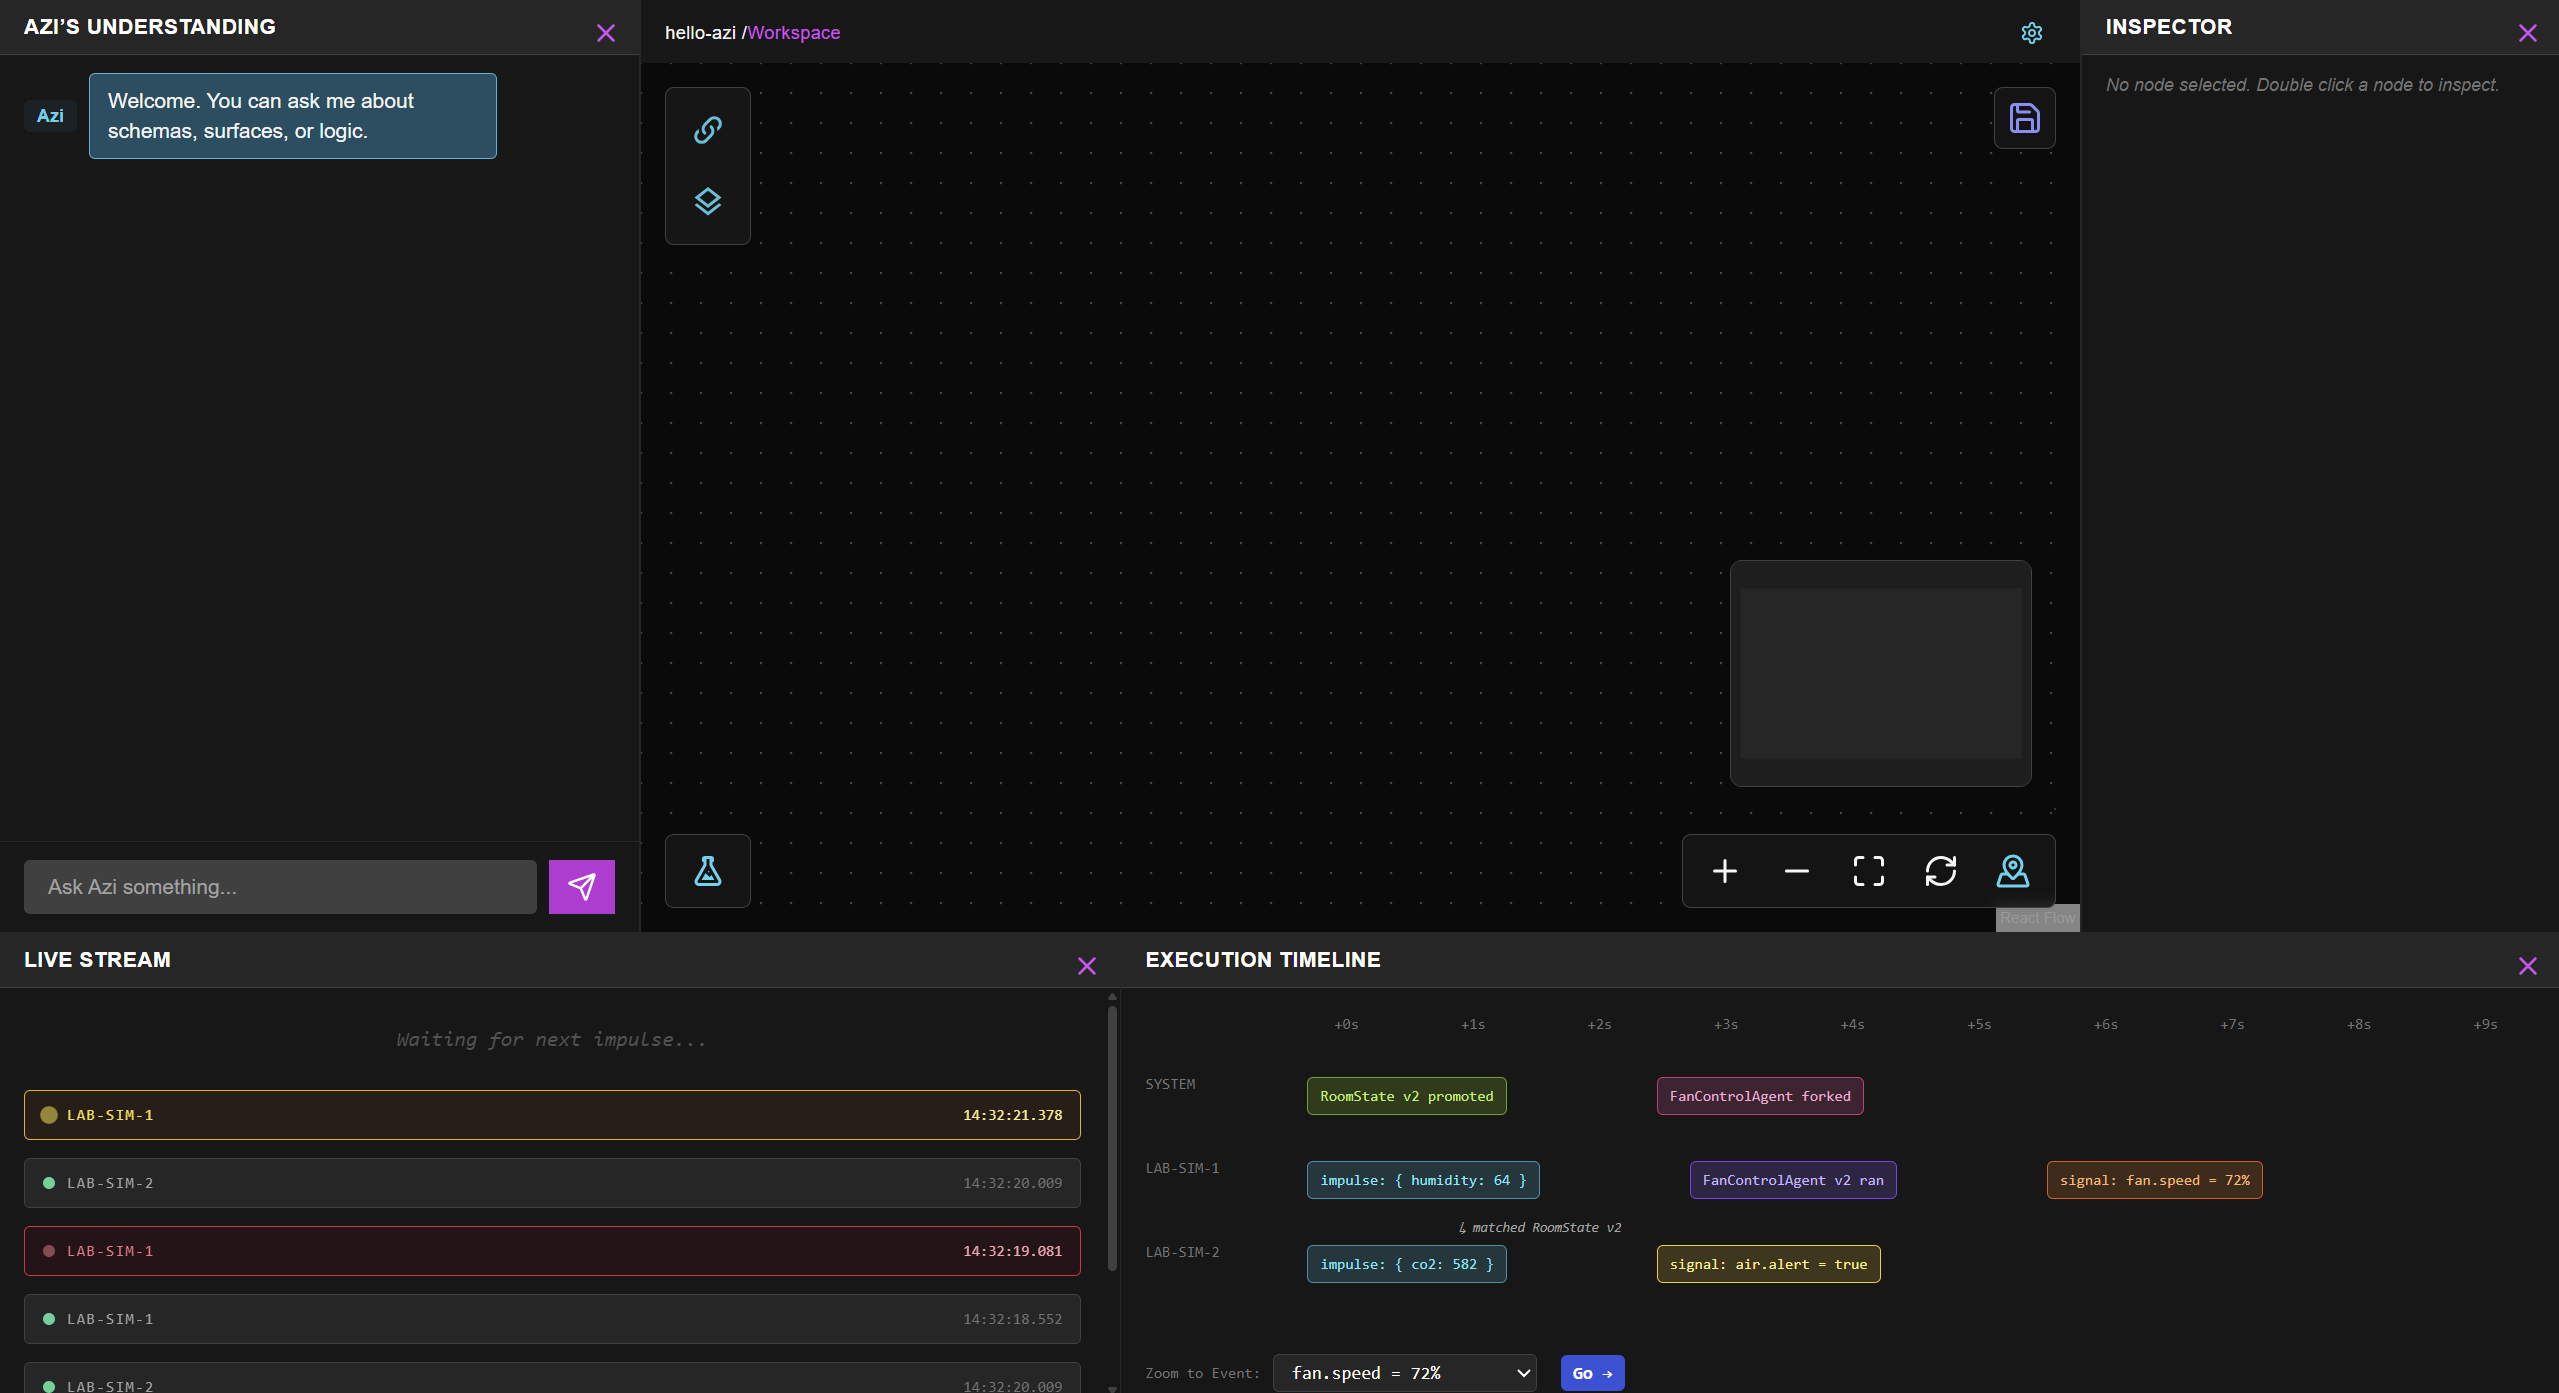 AZI’S UNDERSTANDING
Azi
Welcome. You can ask me about
schemas, surfaces, or logic.
Ask Azi something...
hello-azi /Workspace
React Flow
INSPECTOR
No node selected. Double click a node to inspect.
LIVE STREAM
Waiting for next impulse...
LAB-SIM-1 14:32:21.378
LAB-SIM-2 14:32:20.009
LAB-SIM-1 14:32:19.081
LAB-SIM-1 14:32:18.552
LAB-SIM-2 14:32:20.009
EXECUTION TIMELINE
+0s +1s +2s +3s +4s +5s +6s +7s +8s +9s
SYSTEM RoomState v2 promoted FanControlAgent forked
LAB-SIM-1 impulse: { humidity: 64 } FanControlAgent v2 ran signal: fan.speed = 72%
↳ matched RoomState v2
LAB-SIM-2 impulse: { co2: 582 } signal: air.alert = true
Zoom to Event: fan.speed = 72% Go →